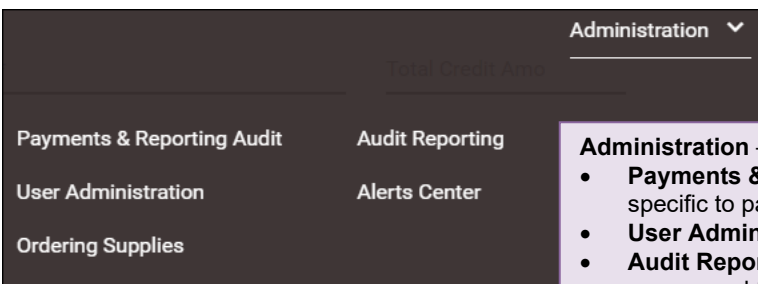 Administration
Total Credit Amo
Payments & Reporting Audit Audit Reporting
User Administration Alerts Center
Ordering Supplies
Administration -
• Payments &
specific to pa
• User Admin
• Audit Repor